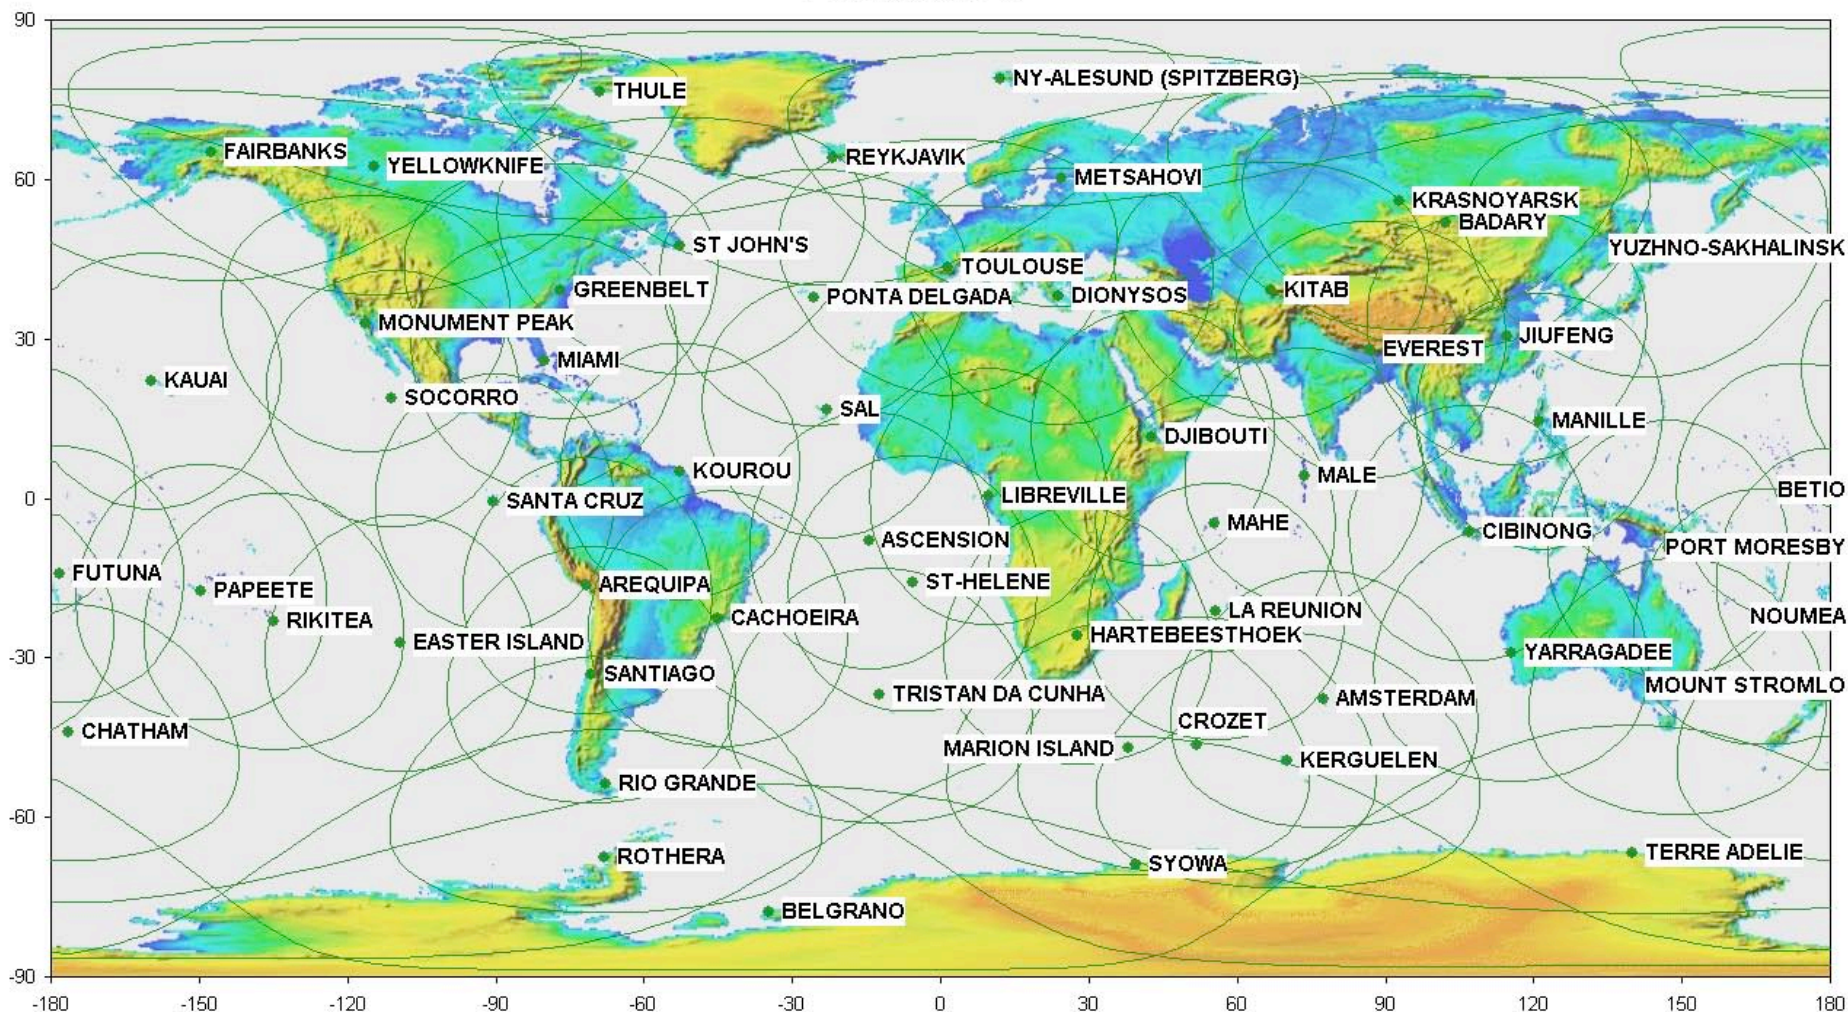 90
NY-ALESUND (SPITZBERG)
THULE
FAIRBANKS
REYKJAVIK
YELLOWKNIFE
METSAHOVI
60
KRASNOYARSK
BADARY
ST JOHN'S
YUZHNO-SAKHALINSK
TOULOUSE
GREENBELT
KITAB
PONTA DELGADA
DIONYSOS
MONUMENT PEAK
JIUFENG
30
EVEREST
MIAMI
KAUAI
SOCORRO
SAL
MANILLE
DJIBOUTI
KOUROU
MALE
BETIO
LIBREVILLE
0
SANTA CRUZ
MAHE
CIBINONG
ASCENSION
PORT MORESBY
FUTUNA
ST-HELENE
AREQUIPA
PAPEETE
LA REUNION
CACHOEIRA
NOUMEA
RIKITEA
HARTEBEESTHOEK
EASTER ISLAND
YARRAGADEE
-30
SANTIAGO
MOUNT STROMLO
TRISTAN DA CUNHA
AMSTERDAM
CROZET
CHATHAM
MARION ISLAND
KERGUELEN
RIO GRANDE
-60
TERRE ADELIE
ROTHERA
SYOWA
BELGRANO
-90
-180 -150 -120 -90 -60 -30 0 30 60 90 120 150 180